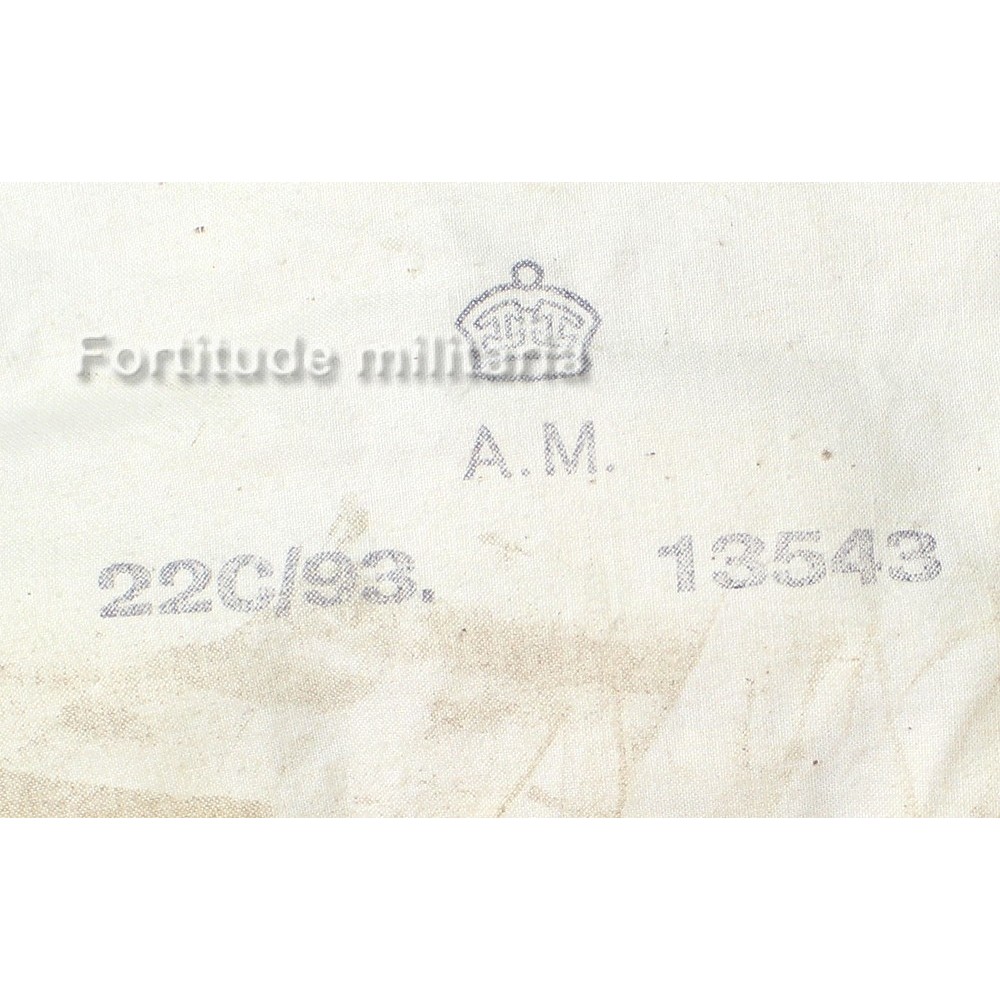 Fortitude militaria
A.M.
22C/93. 13543